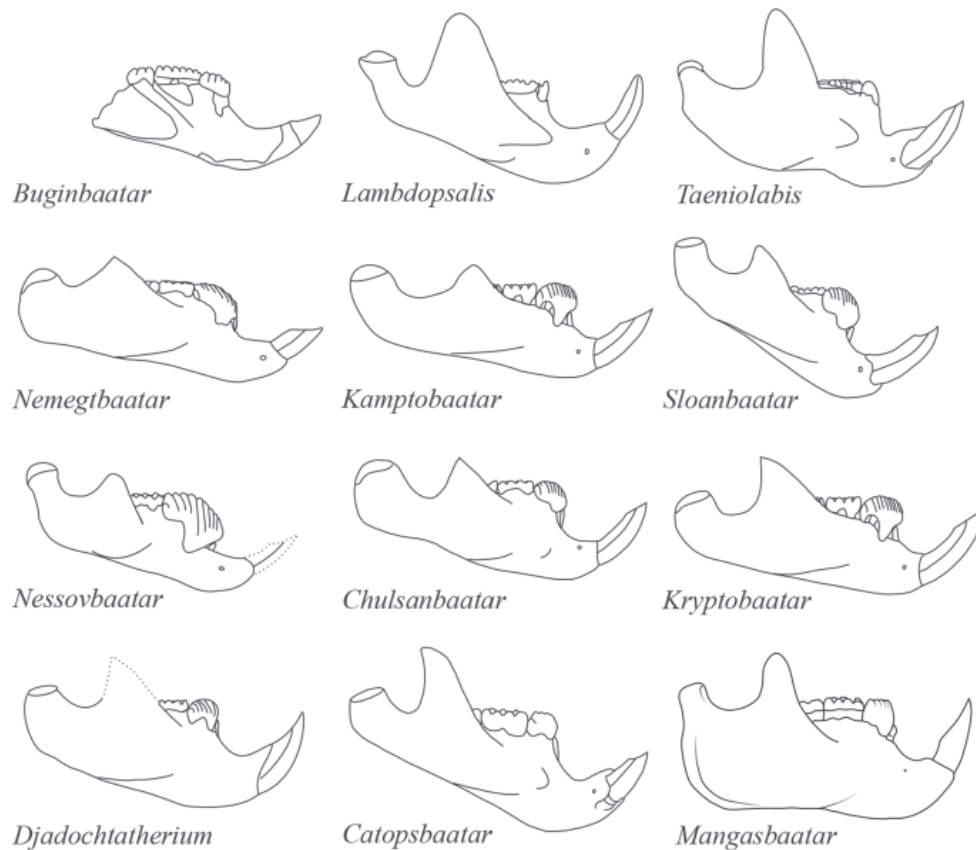 Buginbaatar
Lambdopsalis
Taeniolabis
Nemegtbaatar
Kamptobaatar
Sloanbaatar
Nessovbaatar
Chulsanbaatar
Kryptobaatar
Djadochtatherium
Catopsbaatar
Mangasbaatar